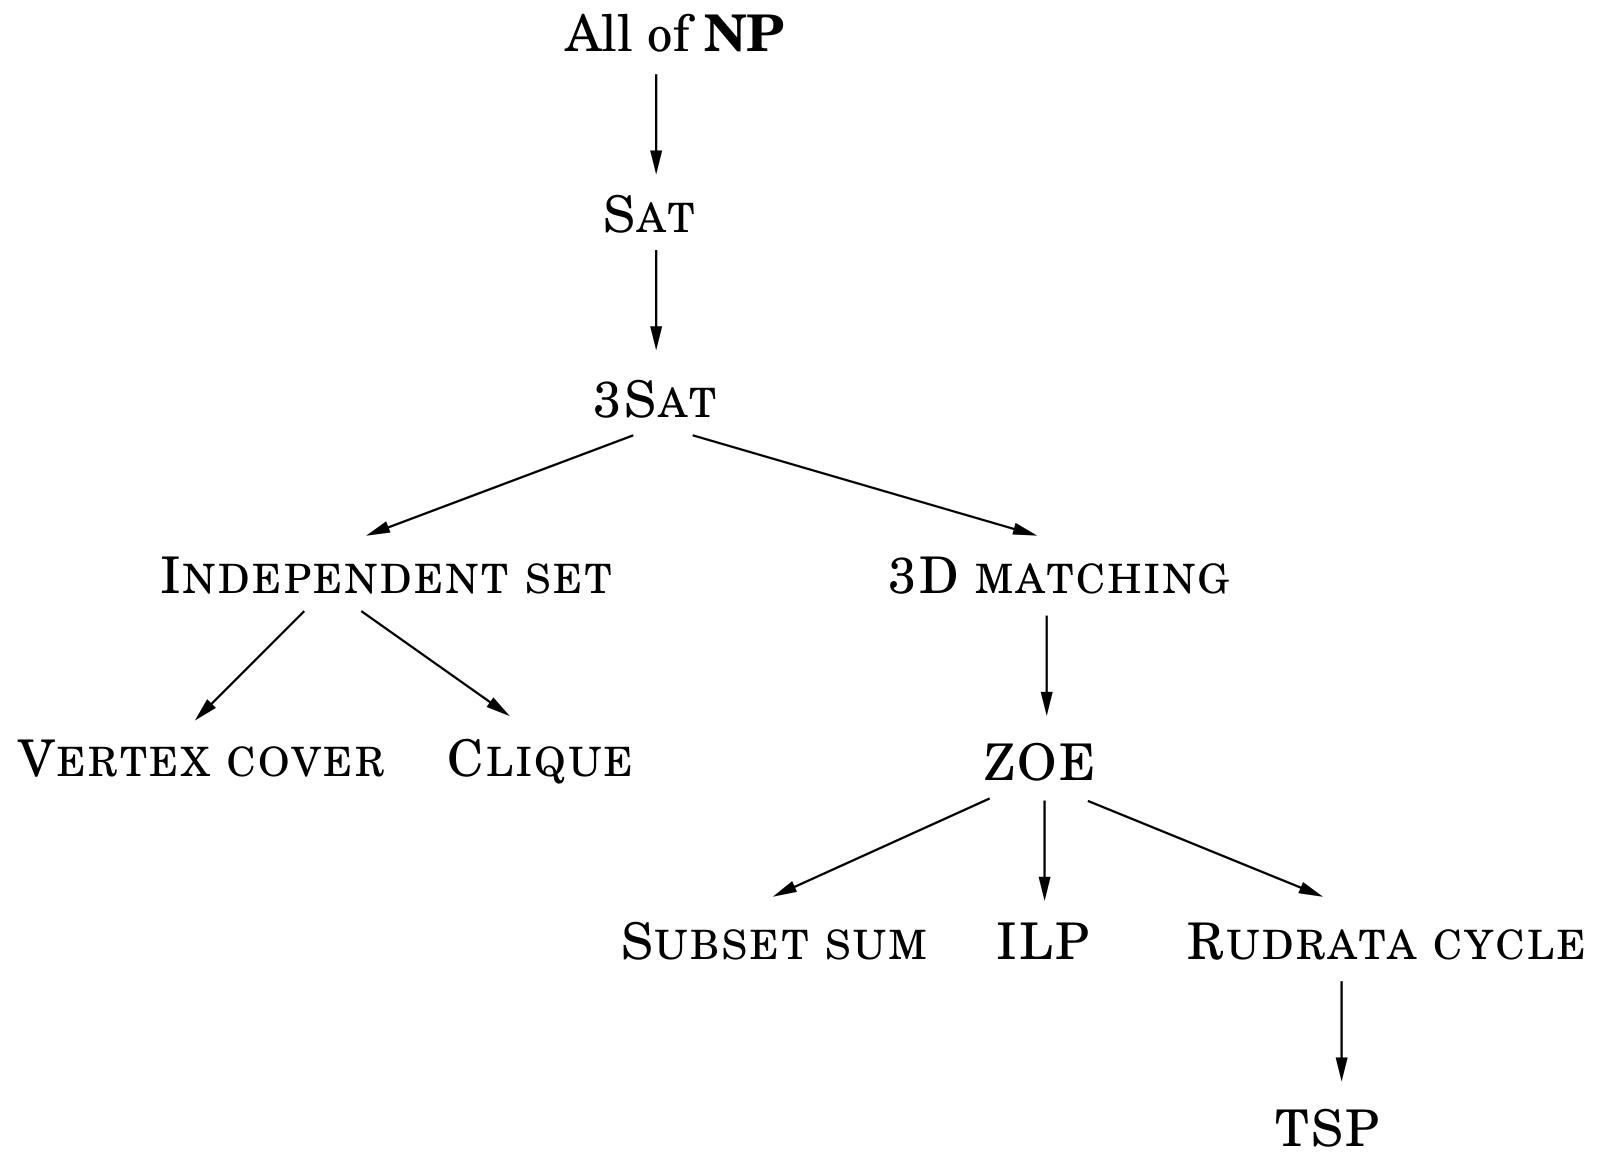 All of NP
SAT
3SAT
INDEPENDENT SET
3D MATCHING
VERTEX COVER
CLIQUE
ZOE
SUBSET SUM
ILP
RUDRATA CYCLE
TSP